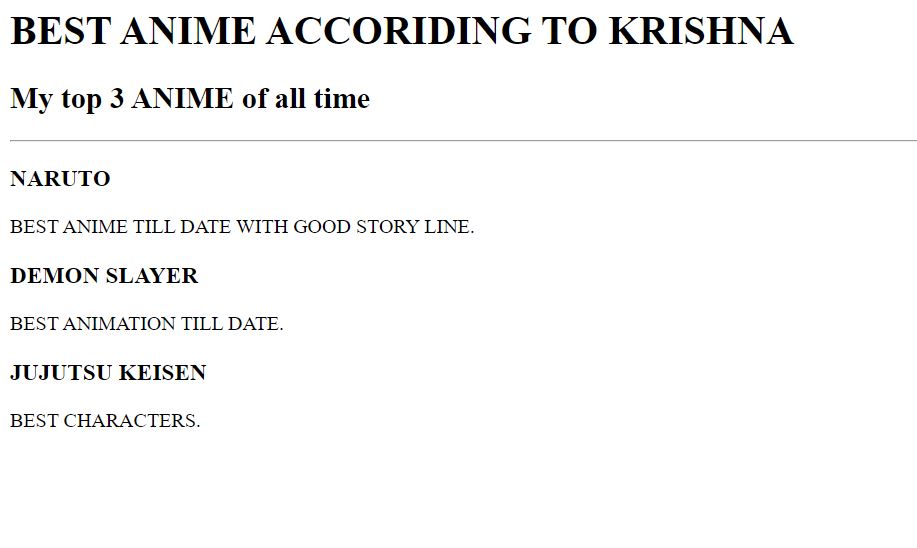 BEST ANIME ACCORIDING TO KRISHNA
My top 3 ANIME of all time
NARUTO
BEST ANIME TILL DATE WITH GOOD STORY LINE.
DEMON SLAYER
BEST ANIMATION TILL DATE.
JUJUTSU KEISEN
BEST CHARACTERS.